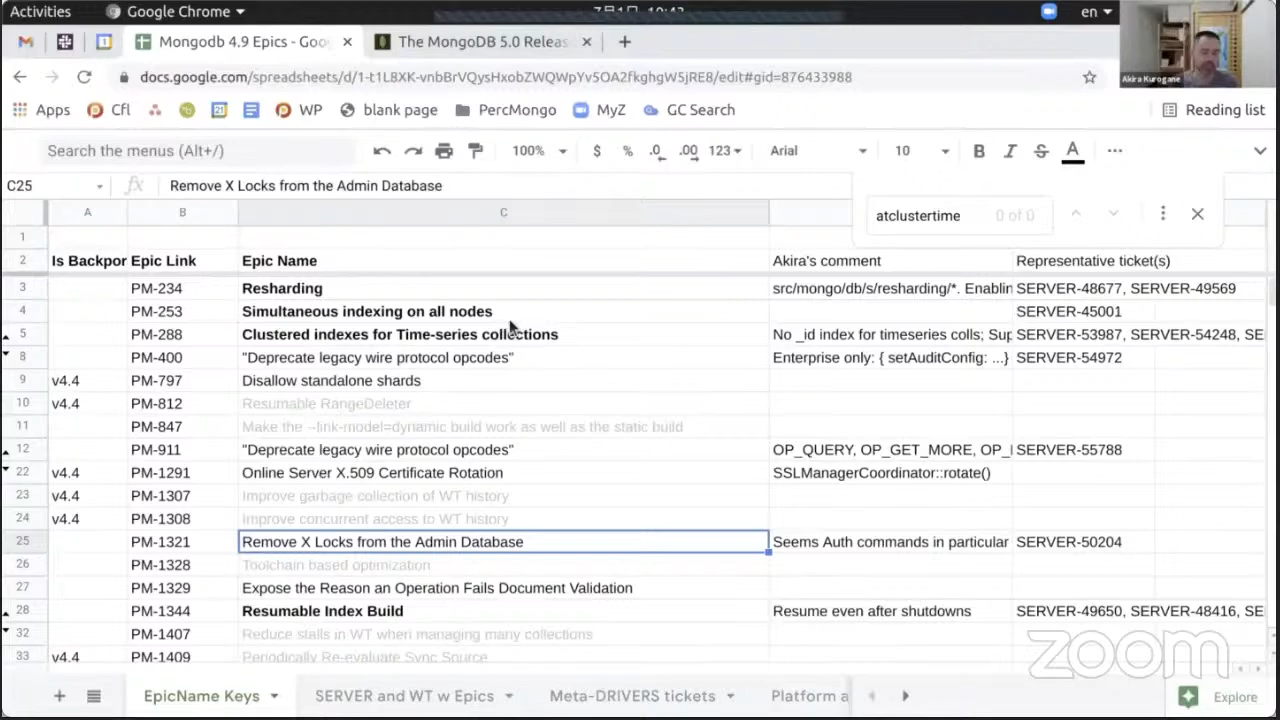 Activities Google Chrome 7月1日 10:43 en
Mongodb 4.9 Epics - Goo The MongoDB 5.0 Releas
docs.google.com/spreadsheets/d/1-t1L8XK-vnbBrVQysHxobZWQWpYv5OA2fkghgW5jRE8/edit#gid=876433988
Akira Kurogane
Apps Cfl WP blank page PercMongo MyZ GC Search Reading list
Search the menus (Alt+/) 100% $ % .0 .00 123 Arial 10 B I S A ...
C25 fx Remove X Locks from the Admin Database
atclustertime 0 of 0
A B C
1
2 Is Backpor Epic Link Epic Name Akira's comment Representative ticket(s)
3 PM-234 Resharding src/mongo/db/s/resharding/*. Enablin SERVER-48677, SERVER-49569
4 PM-253 Simultaneous indexing on all nodes SERVER-45001
5 PM-288 Clustered indexes for Time-series collections No _id index for timeseries colls; Sup SERVER-53987, SERVER-54248, SE
8 PM-400 "Deprecate legacy wire protocol opcodes" Enterprise only: { setAuditConfig: ...} SERVER-54972
9 v4.4 PM-797 Disallow standalone shards
10 v4.4 PM-812 Resumable RangeDeleter
11 PM-847 Make the --link-model=dynamic build work as well as the static build
12 PM-911 "Deprecate legacy wire protocol opcodes" OP_QUERY, OP_GET_MORE, OP_I SERVER-55788
22 v4.4 PM-1291 Online Server X.509 Certificate Rotation SSLManagerCoordinator::rotate()
23 v4.4 PM-1307 Improve garbage collection of WT history
24 v4.4 PM-1308 Improve concurrent access to WT history
25 PM-1321 Remove X Locks from the Admin Database Seems Auth commands in particular SERVER-50204
26 PM-1328 Toolchain based optimization
27 PM-1329 Expose the Reason an Operation Fails Document Validation
28 PM-1344 Resumable Index Build Resume even after shutdowns SERVER-49650, SERVER-48416, SE
32 PM-1407 Reduce stalls in WT when managing many collections
33 v4.4 PM-1409 Periodically Re-evaluate Sync Source
zoom
EpicName Keys SERVER and WT w Epics Meta-DRIVERS tickets Platform a Explore